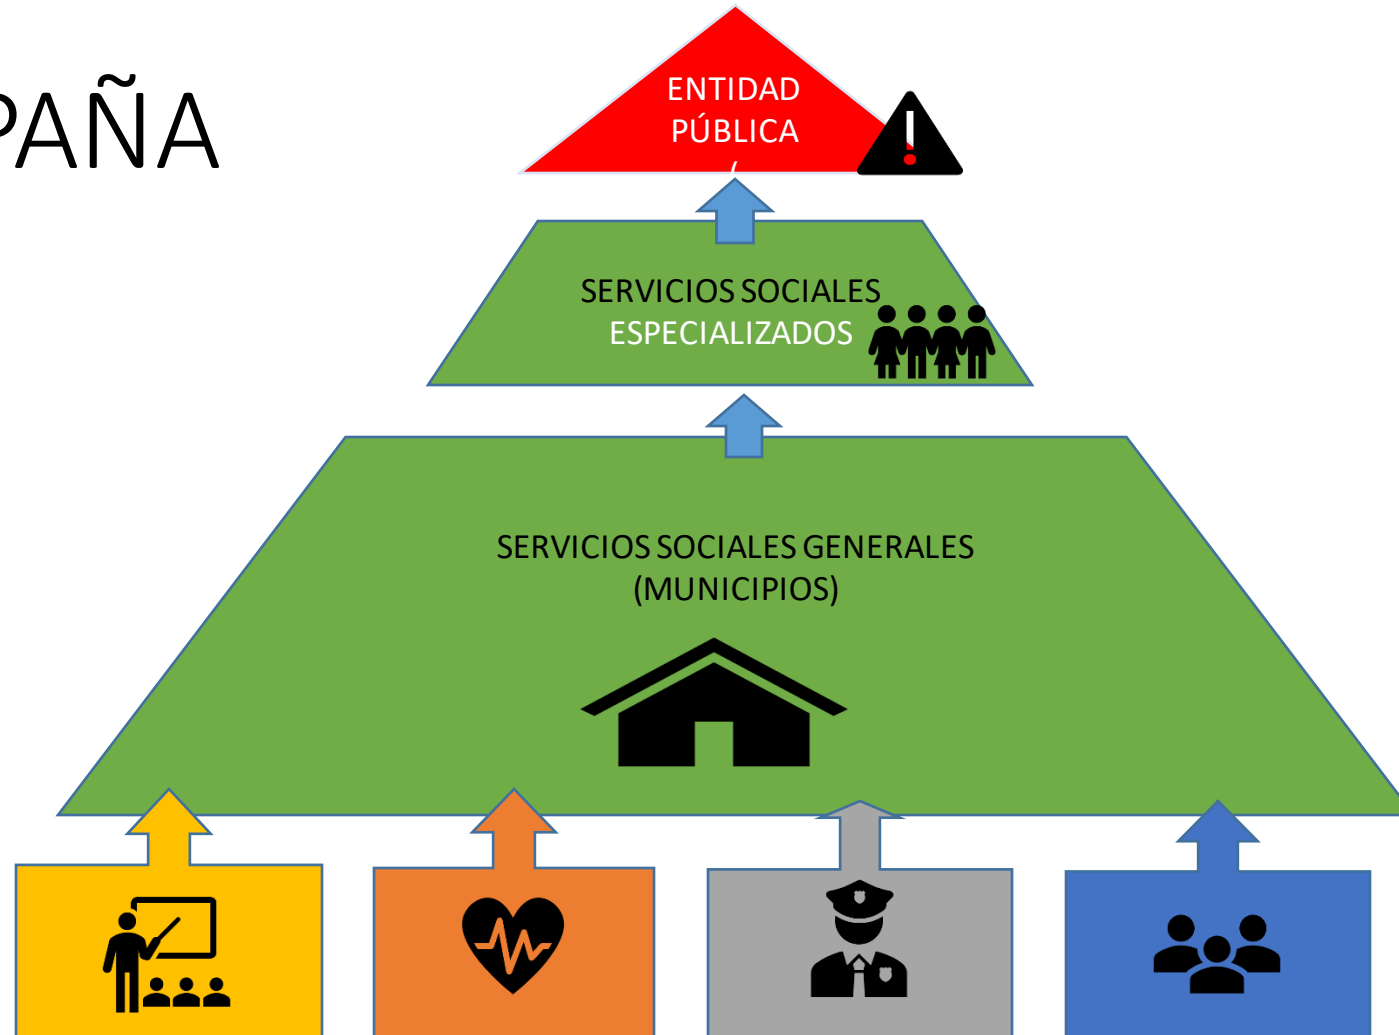 PAÑA
ENTIDAD
PÚBLICA
(
SERVICIOS SOCIALES
ESPECIALIZADOS
SERVICIOS SOCIALES GENERALES
(MUNICIPIOS)